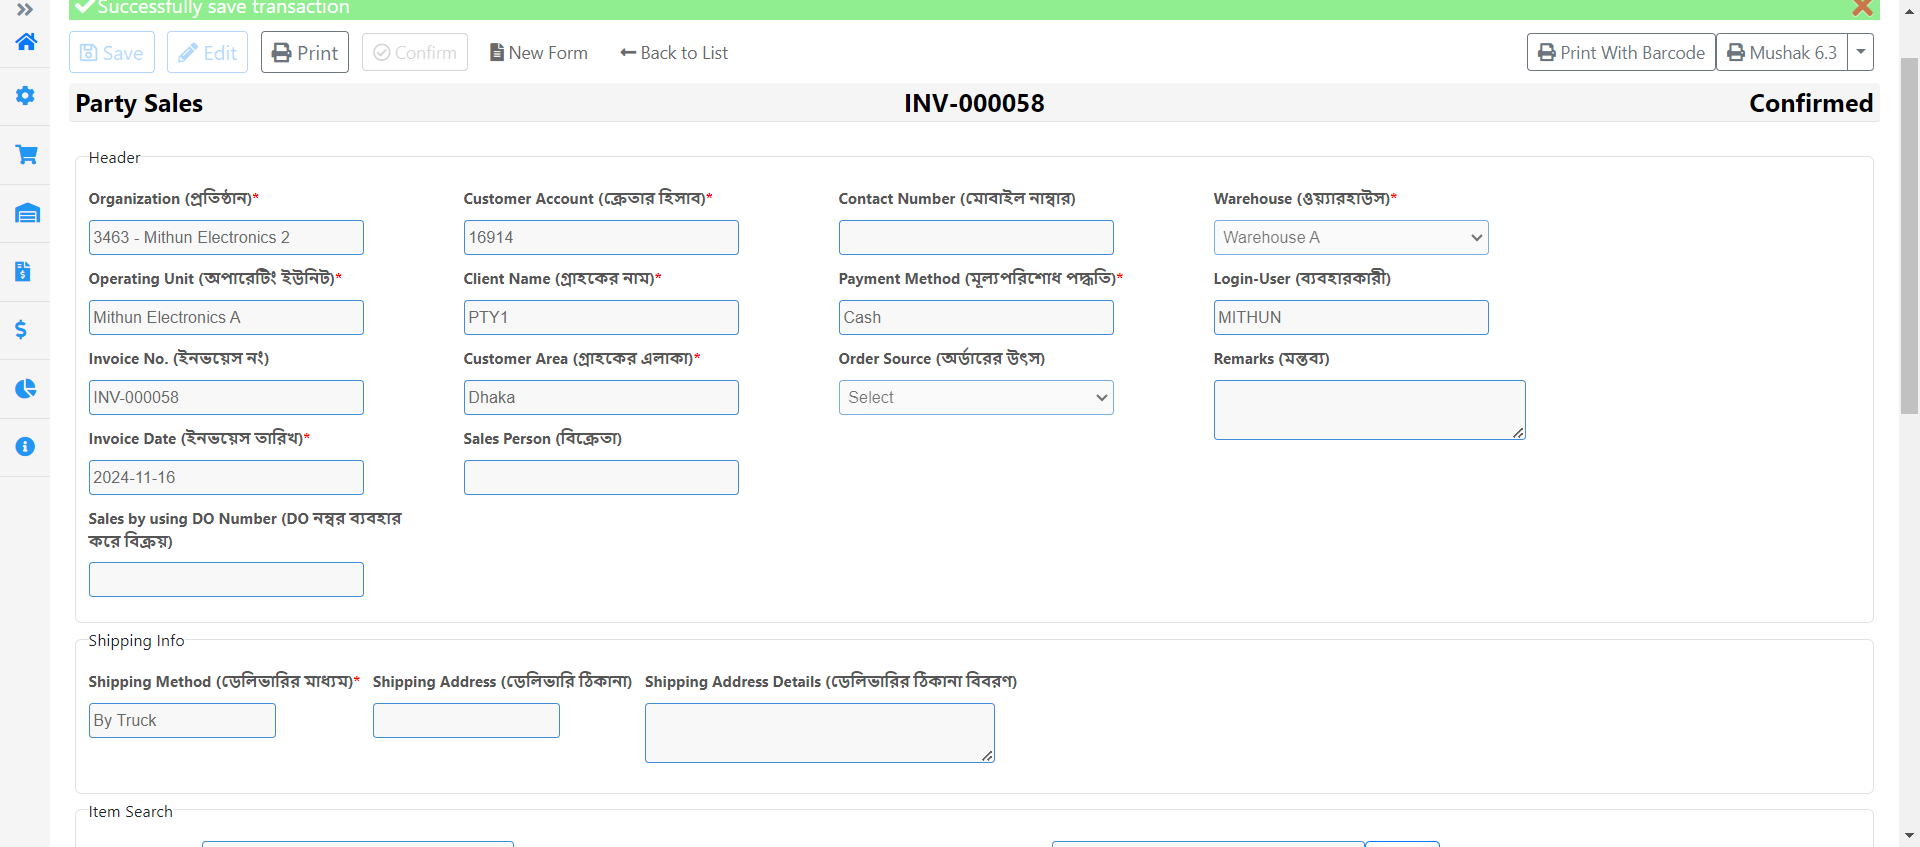 Successfully save transaction
Save Edit Print Confirm New Form Back to List Print With Barcode Mushak 6.3
Party Sales INV-000058 Confirmed
Header
Organization (প্রতিষ্ঠান)* Customer Account (ক্রেতার হিসাব)* Contact Number (মোবাইল নাম্বার) Warehouse (ওয়্যারহাউস)*
3463 - Mithun Electronics 2 16914 Warehouse A
Operating Unit (অপারেটিং ইউনিট)* Client Name (গ্রাহকের নাম)* Payment Method (মূল্যপরিশোধ পদ্ধতি)* Login-User (ব্যবহারকারী)
Mithun Electronics A PTY1 Cash MITHUN
Invoice No. (ইনভয়েস নং) Customer Area (গ্রাহকের এলাকা)* Order Source (অর্ডারের উৎস) Remarks (মন্তব্য)
INV-000058 Dhaka Select
Invoice Date (ইনভয়েস তারিখ)* Sales Person (বিক্রেতা)
2024-11-16
Sales by using DO Number (DO নম্বর ব্যবহার
করে বিক্রয়)
Shipping Info
Shipping Method (ডেলিভারির মাধ্যম)* Shipping Address (ডেলিভারি ঠিকানা) Shipping Address Details (ডেলিভারির ঠিকানা বিবরণ)
By Truck
Item Search